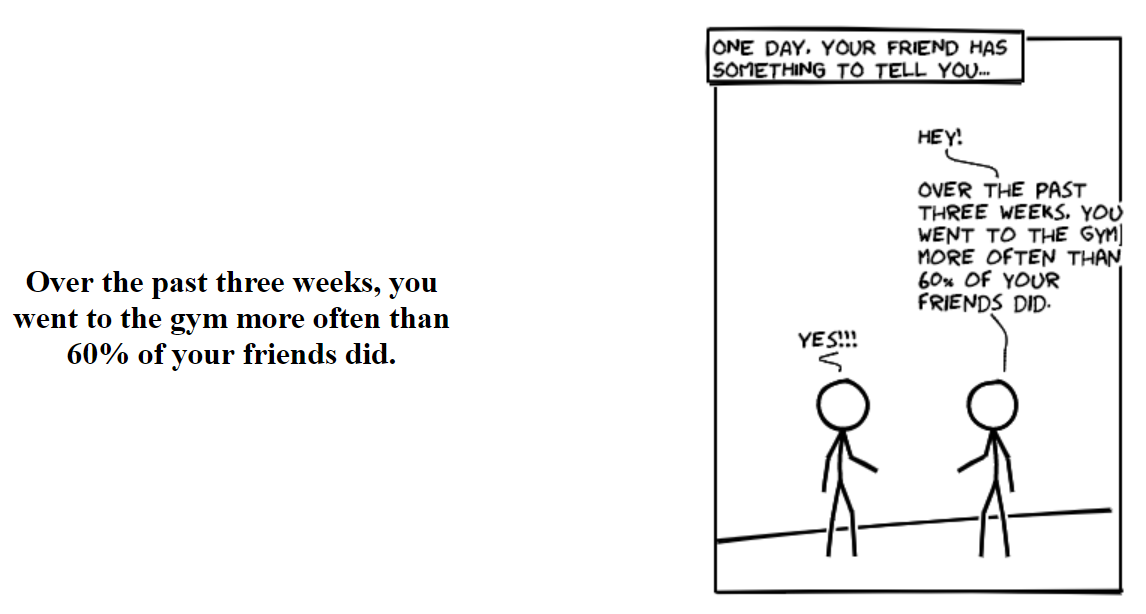 Over the past three weeks, you
went to the gym more often than
60% of your friends did.
ONE DAY, YOUR FRIEND HAS
SOMETHING TO TELL YOU...
HEY!
OVER THE PAST
THREE WEEKS, YOU
WENT TO THE GYM
MORE OFTEN THAN
60% OF YOUR
FRIENDS DID.
YES!!!